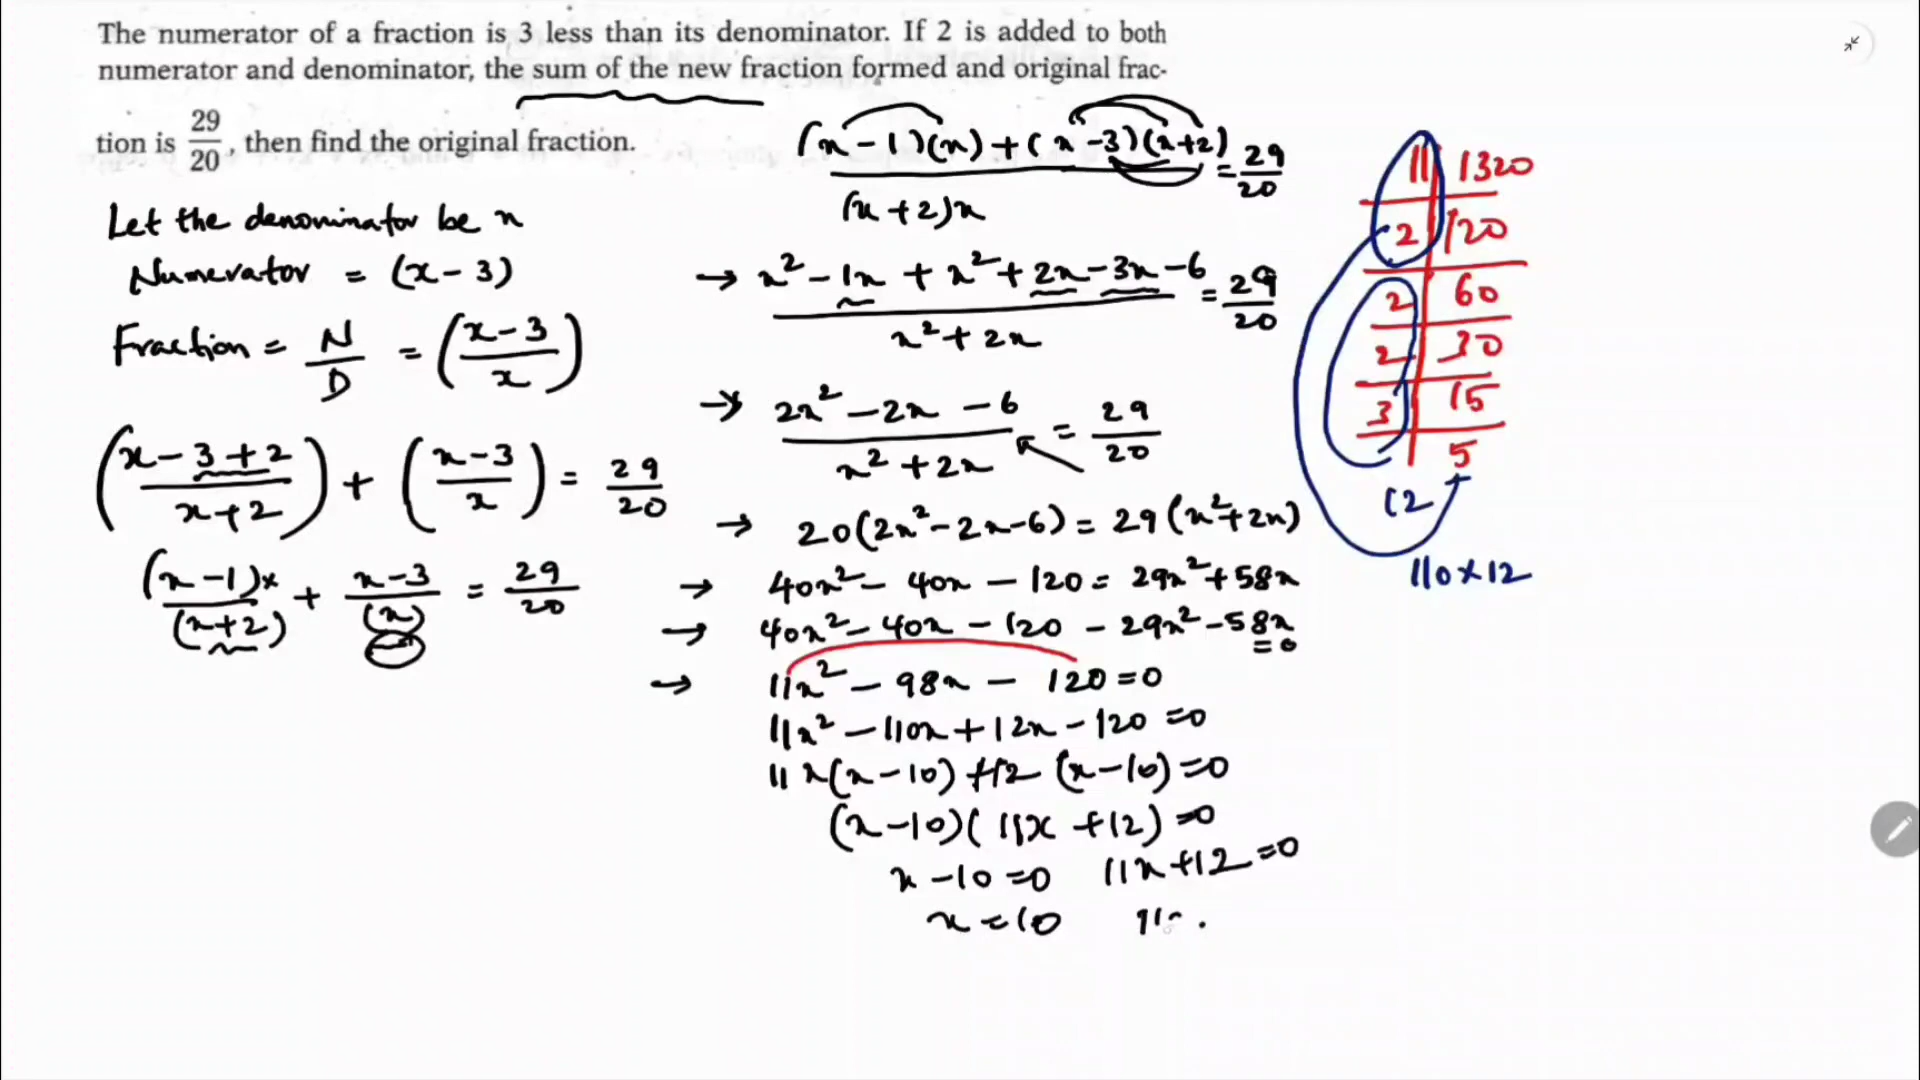 The numerator of a fraction is 3 less than its denominator. If 2 is added to both
numerator and denominator, the sum of the new fraction formed and original frac-
tion is 29/20, then find the original fraction.
Let the denominator be x
Numerator = (x-3)
Fraction = N/D = (x-3/x)
(x-3+2/x+2) + (x-3/x) = 29/20
(x-1)x/(x+2) + x-3/(x) = 29/20
(x-1)(x)+(x-3)(x+2)/(x+2)x = 29/20
→ x²-1x+x²+2x-3x-6/x²+2x = 29/20
→ 2x²-2x-6/x²+2x = 29/20
→ 20(2x²-2x-6) = 29(x²+2x)
→ 40x²-40x-120 = 29x²+58x
→ 40x²-40x-120-29x²-58x = 0
→ 11x²-98x-120=0
11x²-110x+12x-120=0
11x(x-10)+12(x-10)=0
(x-10)(11x+12)=0
x-10=0 11x+12=0
x=10
11 | 1320
2 | 120
2 | 60
2 | 30
3 | 15
5
12
110x12